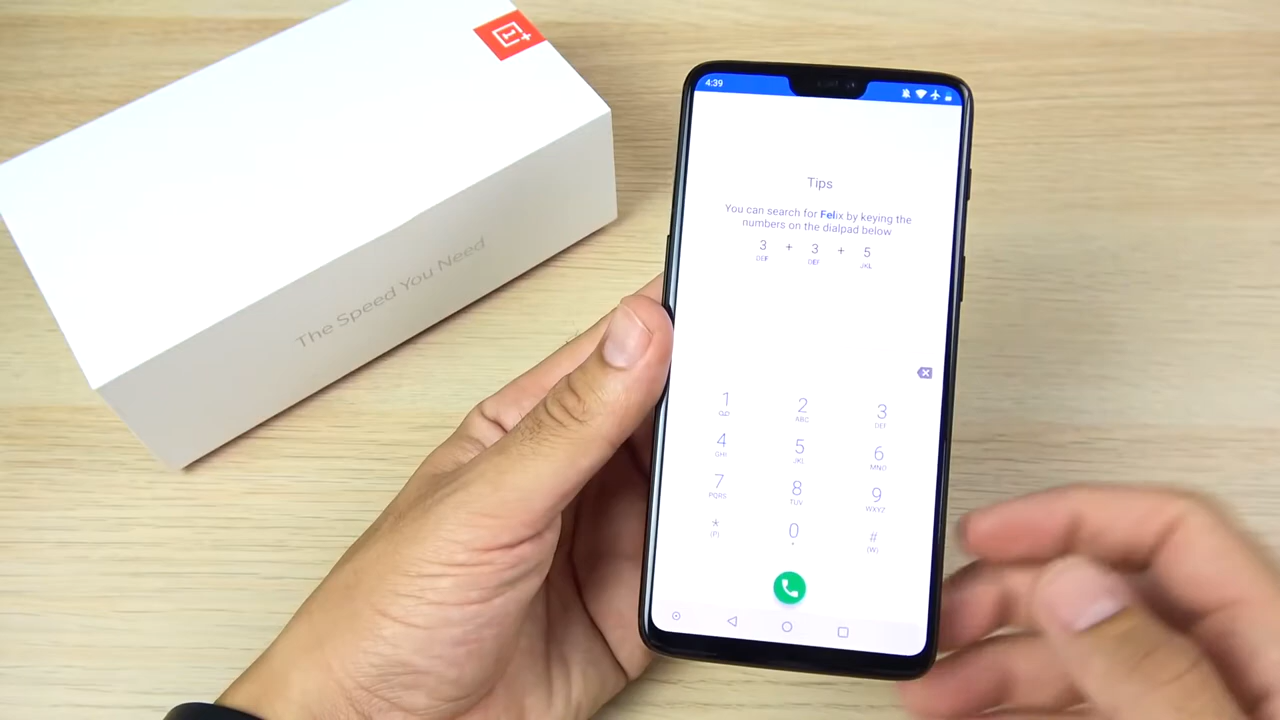 The Speed You Need
4:39
Tips
You can search for Felix by keying the
numbers on the dialpad below
3 + 3 + 5
DEF DEF JKL
1 2 3
ABC DEF
4 5 6
GHI JKL MNO
7 8 9
PQRS TUV WXYZ
* 0 #
(P) + (W)